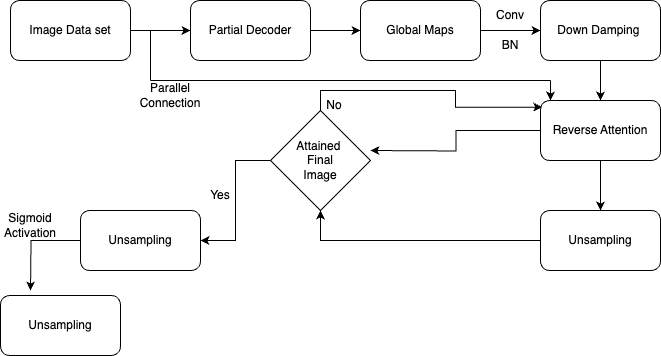 Image Data set
Partial Decoder
Global Maps
Conv
BN
Down Damping
Parallel
Connection
No
Reverse Attention
Attained
Final
Image
Yes
Unsampling
Sigmoid
Activation
Unsampling
Unsampling